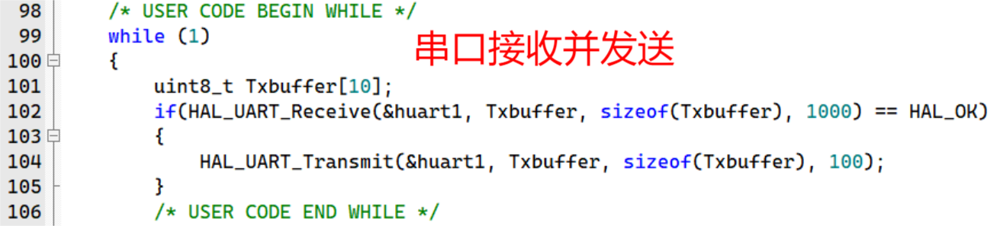 98 /* USER CODE BEGIN WHILE */
99 while (1)
串口接收并发送
100 {
101 uint8_t Txbuffer[10];
102 if(HAL_UART_Receive(&huart1, Txbuffer, sizeof(Txbuffer), 1000) == HAL_OK)
103 {
104 HAL_UART_Transmit(&huart1, Txbuffer, sizeof(Txbuffer), 100);
105 }
106 /* USER CODE END WHILE */